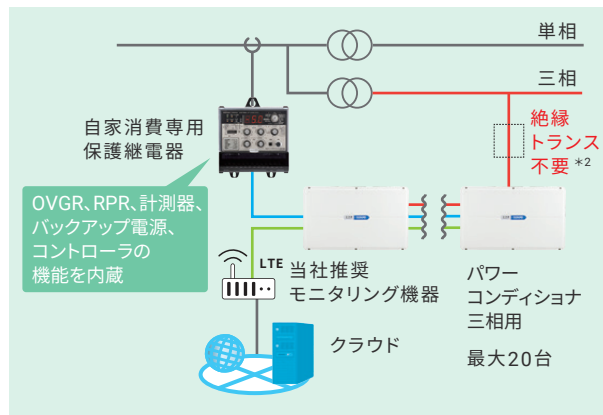 単相
三相
自家消費専用
保護継電器
絶縁
トランス
不要 *2
OVGR、RPR、計測器、
バックアップ電源、
コントローラの
機能を内蔵
LTE
当社推奨
モニタリング機器
パワー
コンディショナ
三相用
クラウド
最大20台